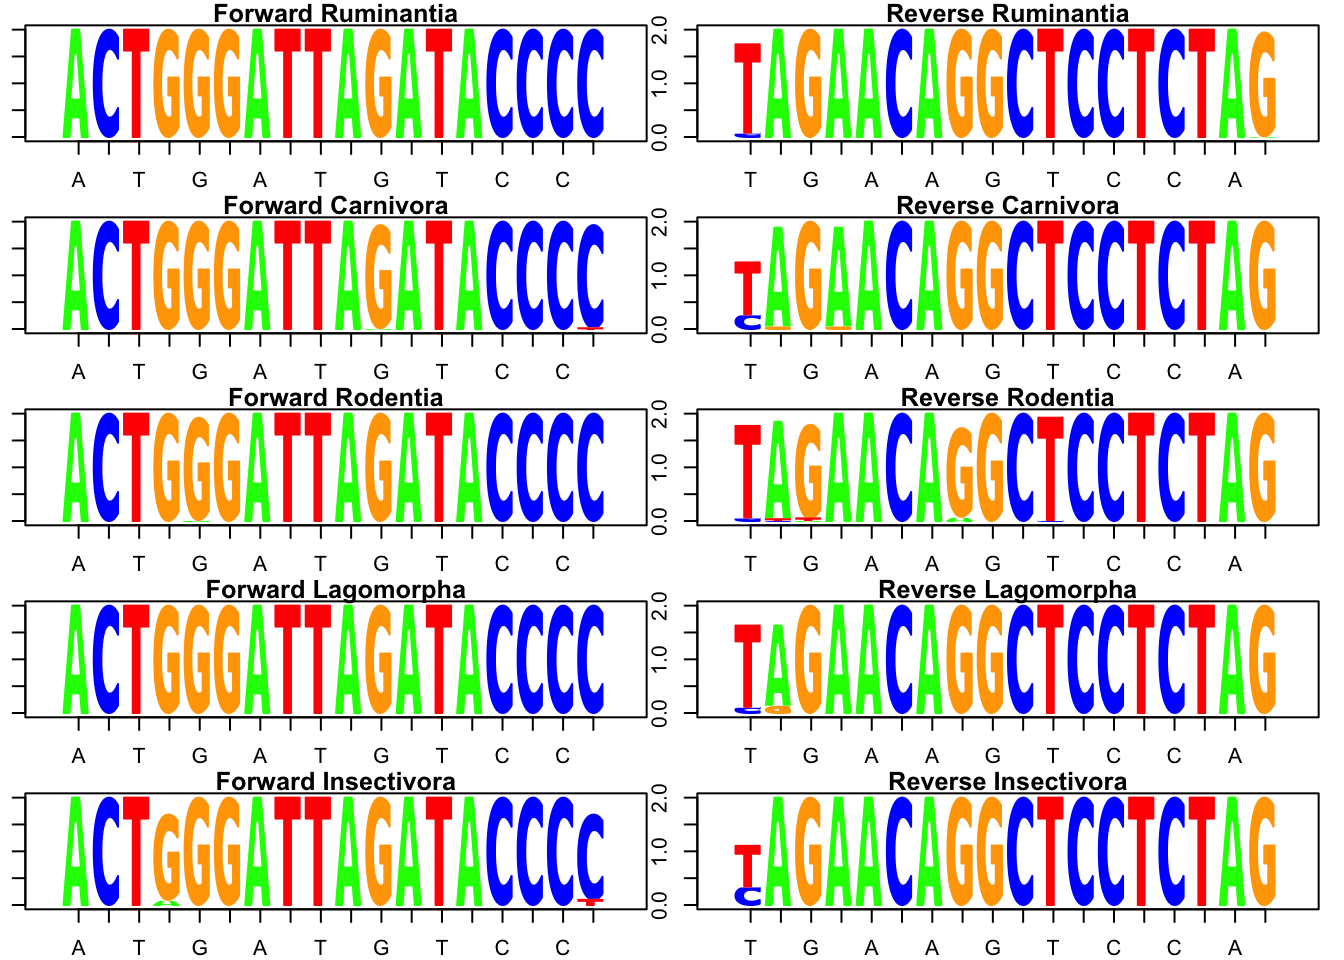 Forward Ruminantia
ACTGGGATTAGATACCCC
0.0 1.0 2.0
A T G A T G T C C
Reverse Ruminantia
TAGAACAGGCTCCTCTAG
C
T G A A G T C C A
Forward Carnivora
ACTGGGATTAGATACCCC
T
0.0 1.0 2.0
A T G A T G T C C
Reverse Carnivora
TAGAACAGGCTCCTCTAG
C G G
T G A A G T C C A
Forward Rodentia
ACTGGGATTAGATACCCC
0.0 1.0 2.0
A T G A T G T C C
Reverse Rodentia
TAGAACAGGCTCCTCTAG
C T T A
T G A A G T C C A
Forward Lagomorpha
ACTGGGATTAGATACCCC
0.0 1.0 2.0
A T G A T G T C C
Reverse Lagomorpha
TAGAACAGGCTCCTCTAG
C G
T G A A G T C C A
Forward Insectivora
ACTGGGATTAGATACCCC
A T
0.0 1.0 2.0
A T G A T G T C C
Reverse Insectivora
TAGAACAGGCTCCTCTAG
C
T G A A G T C C A